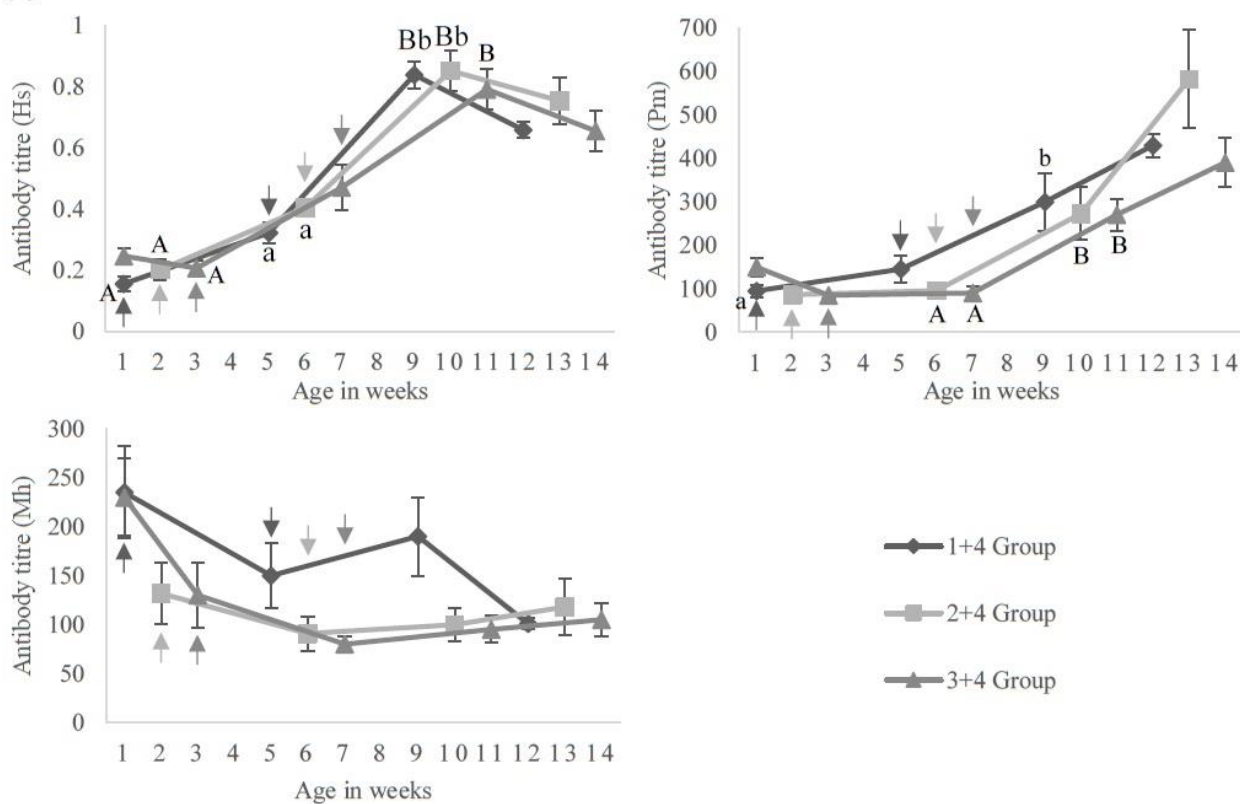 Antibody titre (Hs)
1
0.8
0.6
0.4
0.2
0
A
A
A
a
a
Bb
Bb
B
1 2 3 4 5 6 7 8 9 10 11 12 13 14
Age in weeks
Antibody titre (Pm)
700
600
500
400
300
200
100
0
a
A
A
b
B
B
1 2 3 4 5 6 7 8 9 10 11 12 13 14
Age in weeks
Antibody titre (Mh)
300
250
200
150
100
50
0
1 2 3 4 5 6 7 8 9 10 11 12 13 14
Age in weeks
1+4 Group
2+4 Group
3+4 Group